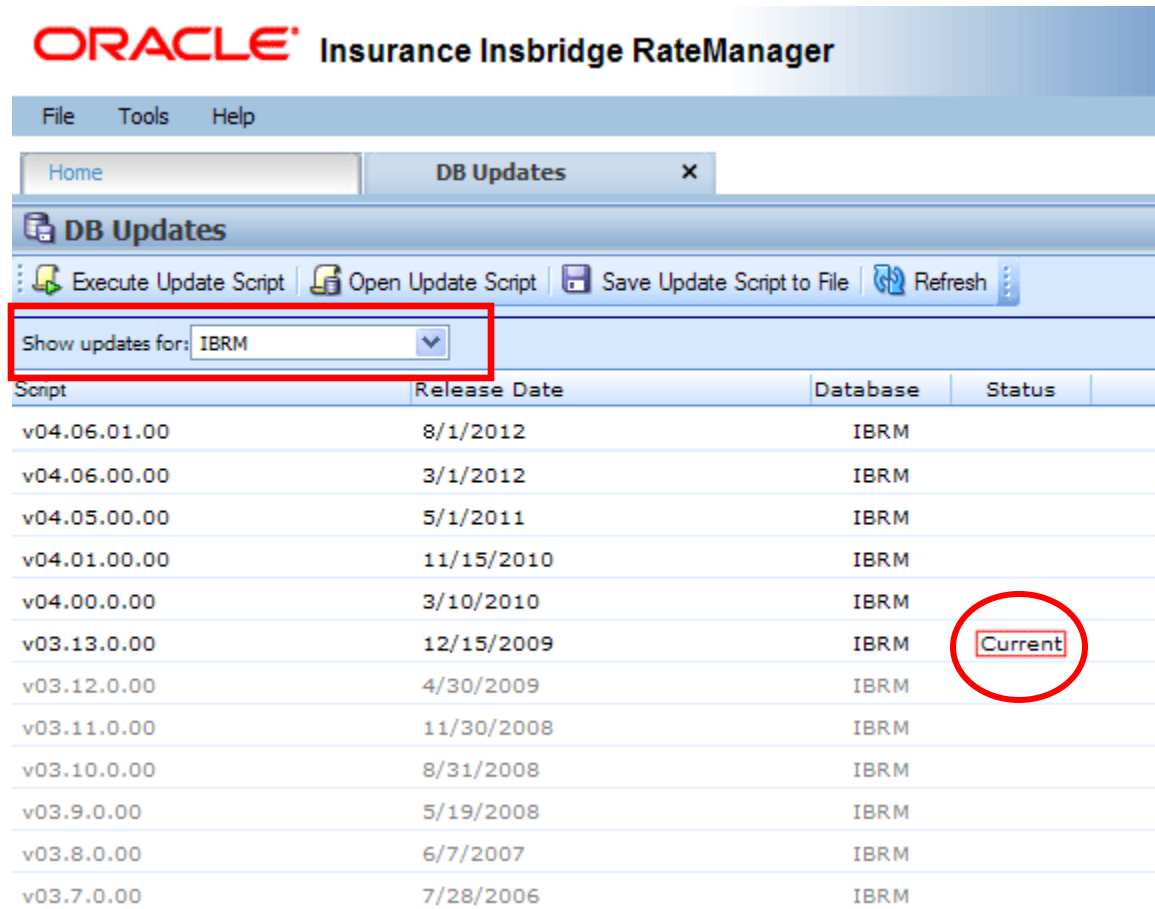 ORACLE Insurance Insbridge RateManager
File Tools Help
Home DB Updates x
DB Updates
Execute Update Script Open Update Script Save Update Script to File Refresh
Show updates for: IBRM
Script Release Date Database Status
v04.06.01.00 8/1/2012 IBRM
v04.06.00.00 3/1/2012 IBRM
v04.05.00.00 5/1/2011 IBRM
v04.01.00.00 11/15/2010 IBRM
v04.00.0.00 3/10/2010 IBRM
v03.13.0.00 12/15/2009 IBRM Current
v03.12.0.00 4/30/2009 IBRM
v03.11.0.00 11/30/2008 IBRM
v03.10.0.00 8/31/2008 IBRM
v03.9.0.00 5/19/2008 IBRM
v03.8.0.00 6/7/2007 IBRM
v03.7.0.00 7/28/2006 IBRM